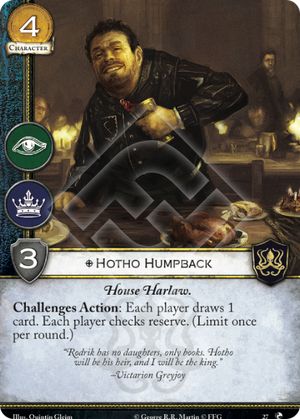 4
CHARACTER
3
HOTHO HUMPBACK
House Harlaw.
Challenges Action: Each player draws 1
card. Each player checks reserve. (Limit once
per round.)
"Rodrik has no daughters, only books. Hotho
will be his heir, and I will be the king."
–Victarion Greyjoy
Illus. Quintin Gleim
© George R.R. Martin © FFG
27